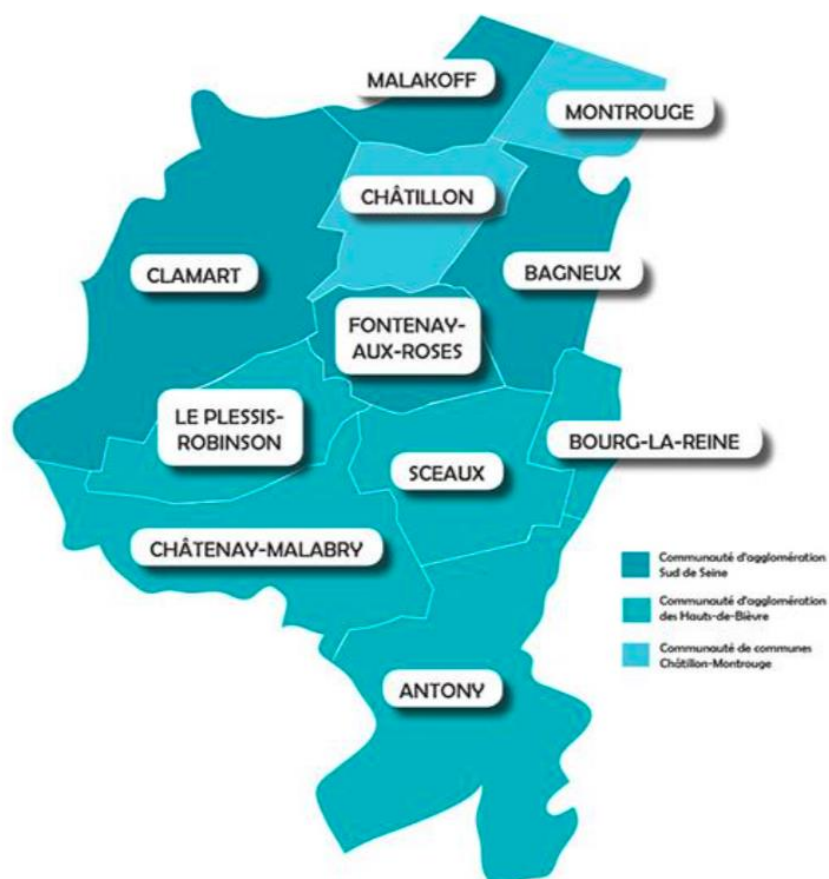 MALAKOFF
MONTROUGE
CHÂTILLON
CLAMART
BAGNEUX
FONTENAY-
AUX-ROSES
LE PLESSIS-
ROBINSON
BOURG-LA-REINE
SCEAUX
CHÂTENAY-MALABRY
Communauté d'agglomération
Sud de Seine
Communauté d'agglomération
des Hauts-de-Bièvre
Communauté de communes
Châtillon-Montrouge
ANTONY